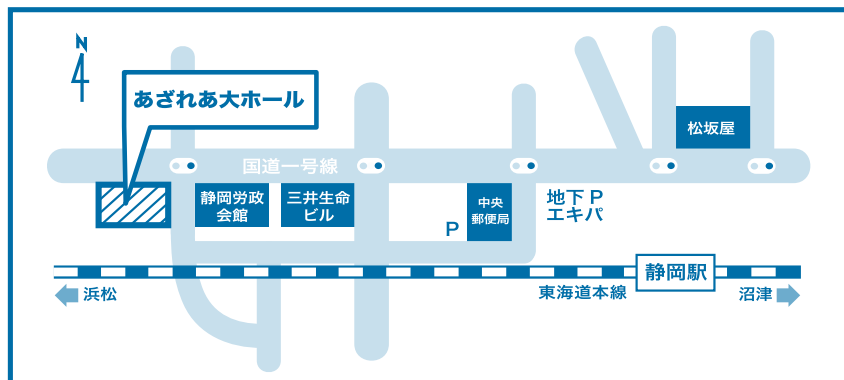 N
あざれあ大ホール
松坂屋
国道一号線
静岡労政
会館
三井生命
ビル
中央
郵便局
P
地下 P
エキパ
静岡駅
東海道本線
浜松
沼津